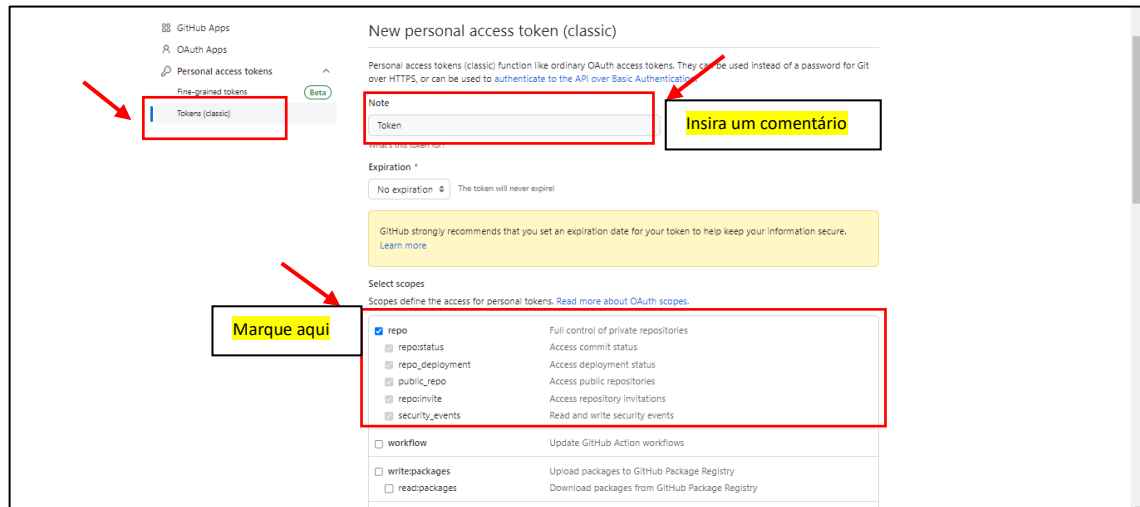 GitHub Apps
OAuth Apps
Personal access tokens
Fine-grained tokens Beta
Tokens (classic)
New personal access token (classic)
Personal access tokens (classic) function like ordinary OAuth access tokens. They can be used instead of a password for Git
over HTTPS, or can be used to authenticate to the API over Basic Authentication.
Note
Token
What's this token for?
Insira um comentário
Expiration *
No expiration The token will never expire!
GitHub strongly recommends that you set an expiration date for your token to help keep your information secure.
Learn more
Select scopes
Scopes define the access for personal tokens. Read more about OAuth scopes.
Marque aqui
repo Full control of private repositories
repo:status Access commit status
repo_deployment Access deployment status
public_repo Access public repositories
repo:invite Access repository invitations
security_events Read and write security events
workflow Update GitHub Action workflows
write:packages Upload packages to GitHub Package Registry
read:packages Download packages from GitHub Package Registry